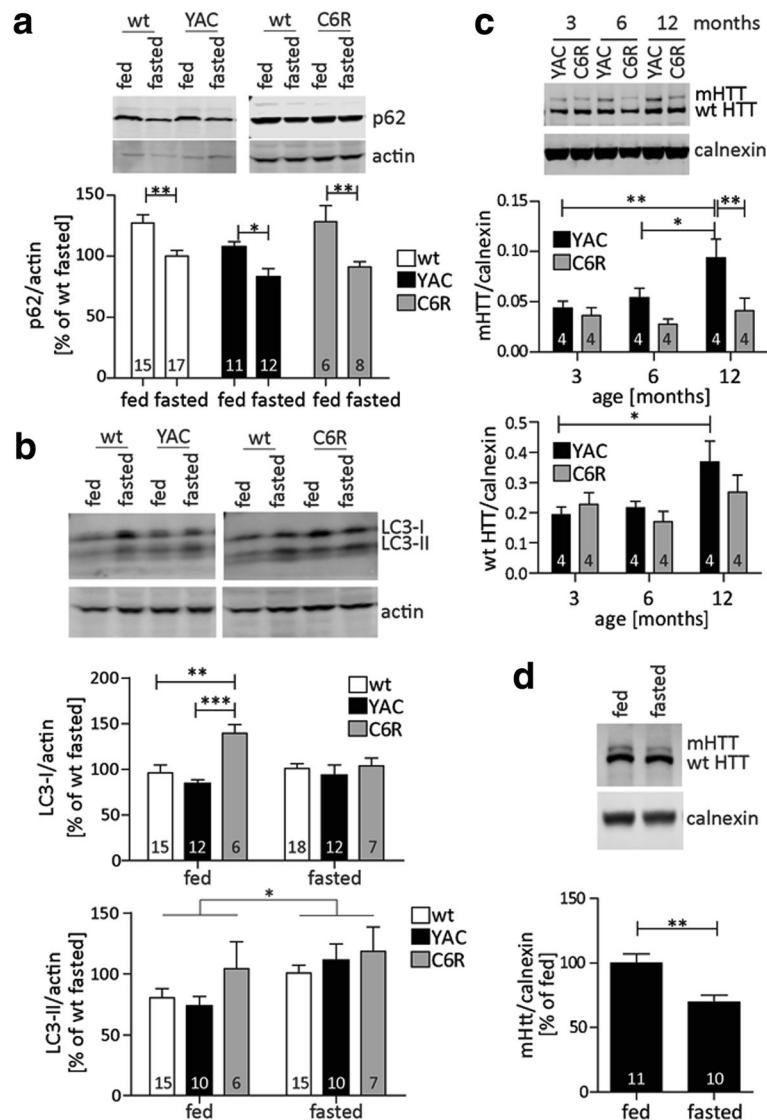 a
wt YAC C6R
fed fasted fed fasted fed fasted fed fasted
wt
p62
actin
** * **
p62/actin
[% of wt fasted]
150
100
50
0
15 17 11 12 6 8
fed fasted fed fasted fed fasted
wt
YAC
C6R
b
wt YAC wt C6R
fed fasted fed fasted fed fasted fed fasted
LC3-I
LC3-II
actin
**
***
LC3-I/actin
[% of wt fasted]
200
150
100
50
0
15 12 6 18 12 7
fed fasted
wt
YAC
C6R
*
LC3-II/actin
[% of wt fasted]
150
100
50
0
15 10 6 15 10 7
fed fasted
wt
YAC
C6R
c
3 6 12 months
YAC C6R YAC C6R YAC C6R
mHTT
wt HTT
calnexin
** **
*
YAC
C6R
mHTT/calnexin
0.15
0.10
0.05
0.00
4 4 4 4 4 4
3 6 12
age [months]
*
YAC
C6R
wt HTT/calnexin
0.5
0.4
0.3
0.2
0.1
0.0
4 4 4 4 4 4
3 6 12
age [months]
d
fed fasted
mHTT
wt HTT
calnexin
**
mHtt/calnexin
[% of fed]
150
100
50
0
11 10
fed fasted